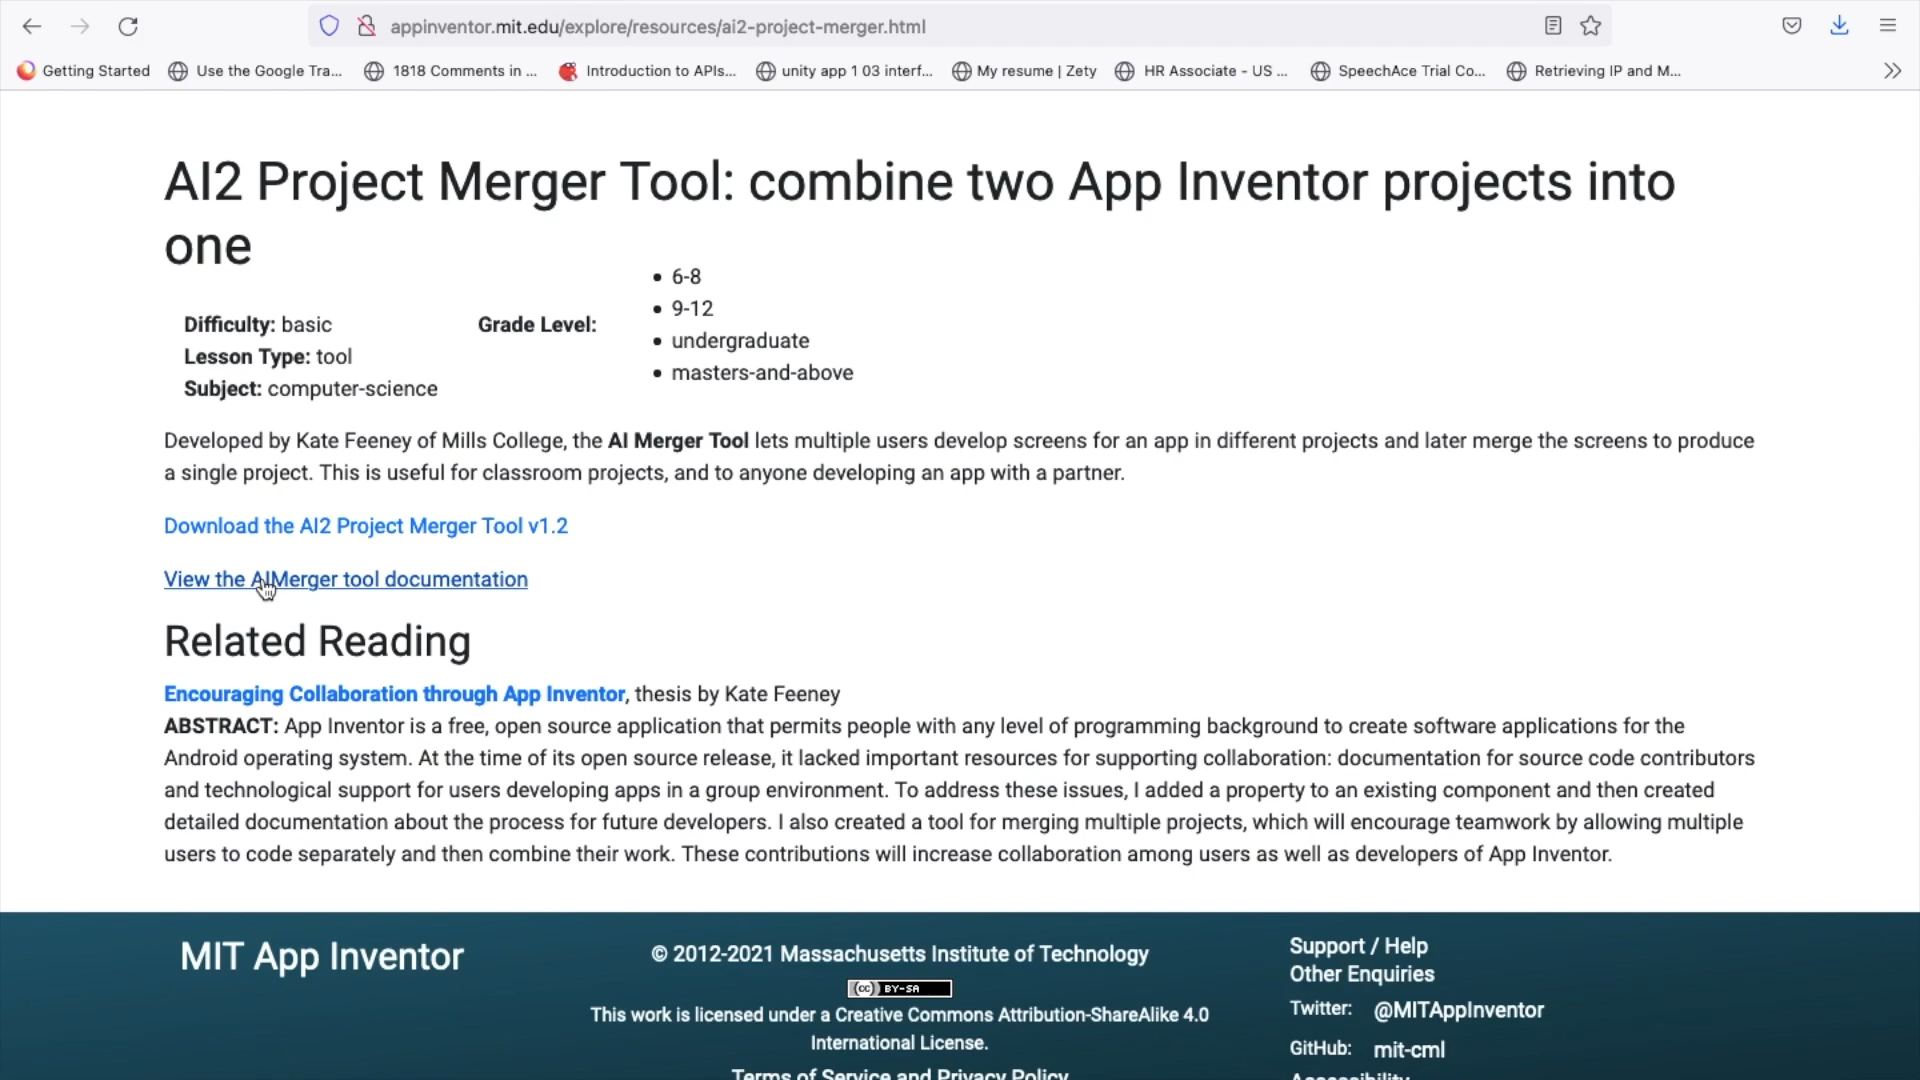 appinventor.mit.edu/explore/resources/ai2-project-merger.html
Getting Started
Use the Google Tra...
1818 Comments in ...
Introduction to APIs...
unity app 1 03 interf...
My resume | Zety
HR Associate - US ...
SpeechAce Trial Co...
Retrieving IP and M...
AI2 Project Merger Tool: combine two App Inventor projects into
one
Difficulty: basic
Lesson Type: tool
Subject: computer-science
Grade Level:
• 6-8
• 9-12
• undergraduate
• masters-and-above
Developed by Kate Feeney of Mills College, the AI Merger Tool lets multiple users develop screens for an app in different projects and later merge the screens to produce
a single project. This is useful for classroom projects, and to anyone developing an app with a partner.
Download the AI2 Project Merger Tool v1.2
View the AIMerger tool documentation
Related Reading
Encouraging Collaboration through App Inventor, thesis by Kate Feeney
ABSTRACT: App Inventor is a free, open source application that permits people with any level of programming background to create software applications for the
Android operating system. At the time of its open source release, it lacked important resources for supporting collaboration: documentation for source code contributors
and technological support for users developing apps in a group environment. To address these issues, I added a property to an existing component and then created
detailed documentation about the process for future developers. I also created a tool for merging multiple projects, which will encourage teamwork by allowing multiple
users to code separately and then combine their work. These contributions will increase collaboration among users as well as developers of App Inventor.
MIT App Inventor
© 2012-2021 Massachusetts Institute of Technology
cc BY-SA
This work is licensed under a Creative Commons Attribution-ShareAlike 4.0
International License.
Terms of Service and Privacy Policy
Support / Help
Other Enquiries
Twitter: @MITAppInventor
GitHub: mit-cml
Accessibility